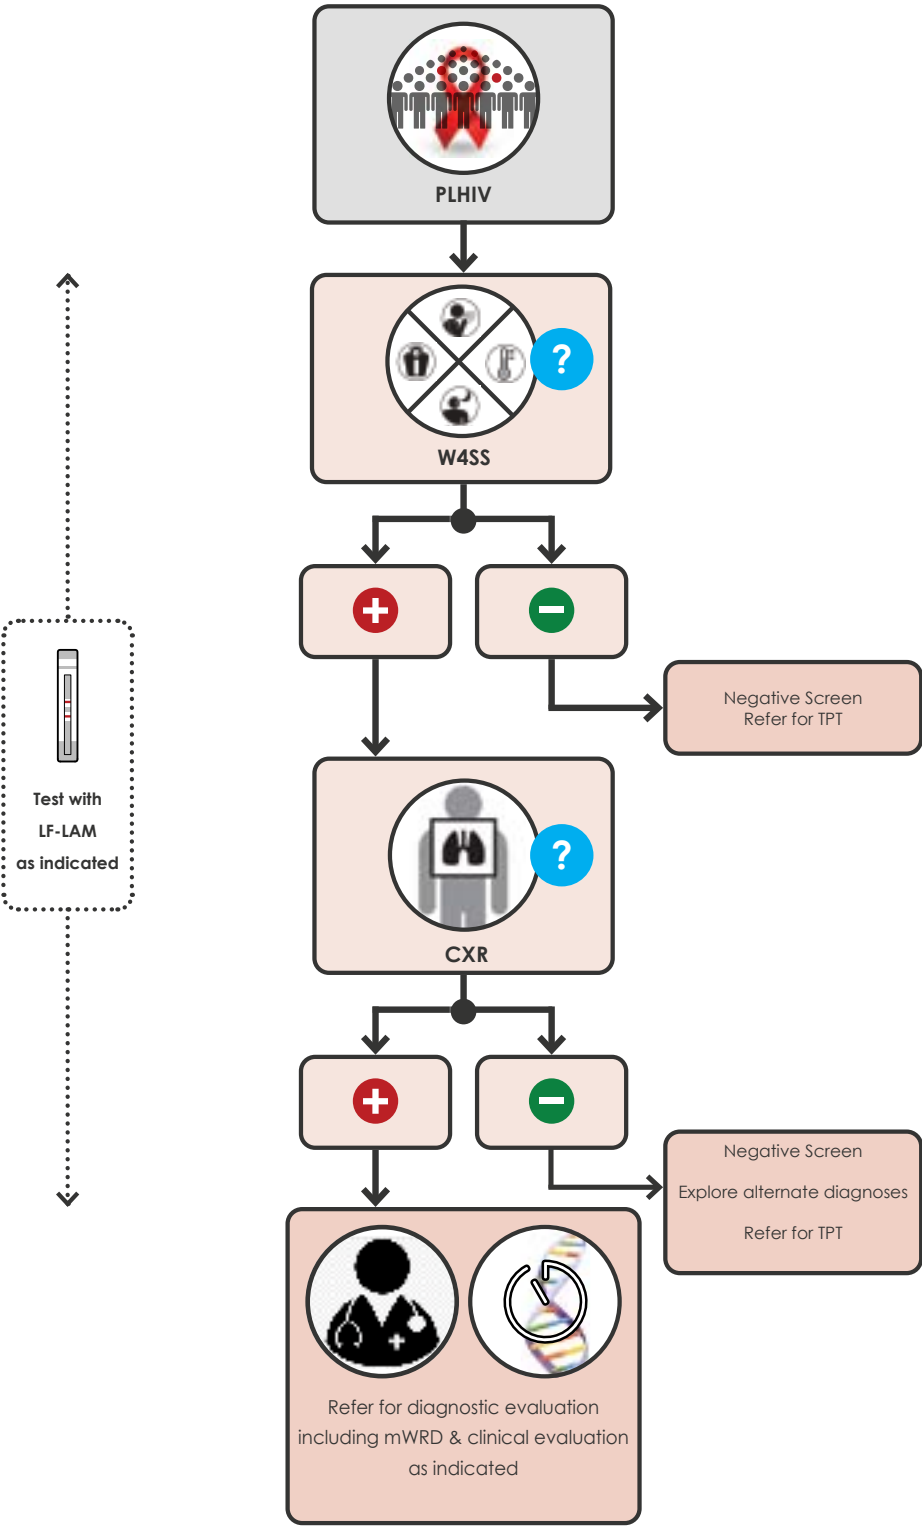 PLHIV
?
W4SS
Negative Screen
Refer for TPT
Test with
LF-LAM
as indicated
?
CXR
Negative Screen
Explore alternate diagnoses
Refer for TPT
Refer for diagnostic evaluation
including mWRD & clinical evaluation
as indicated